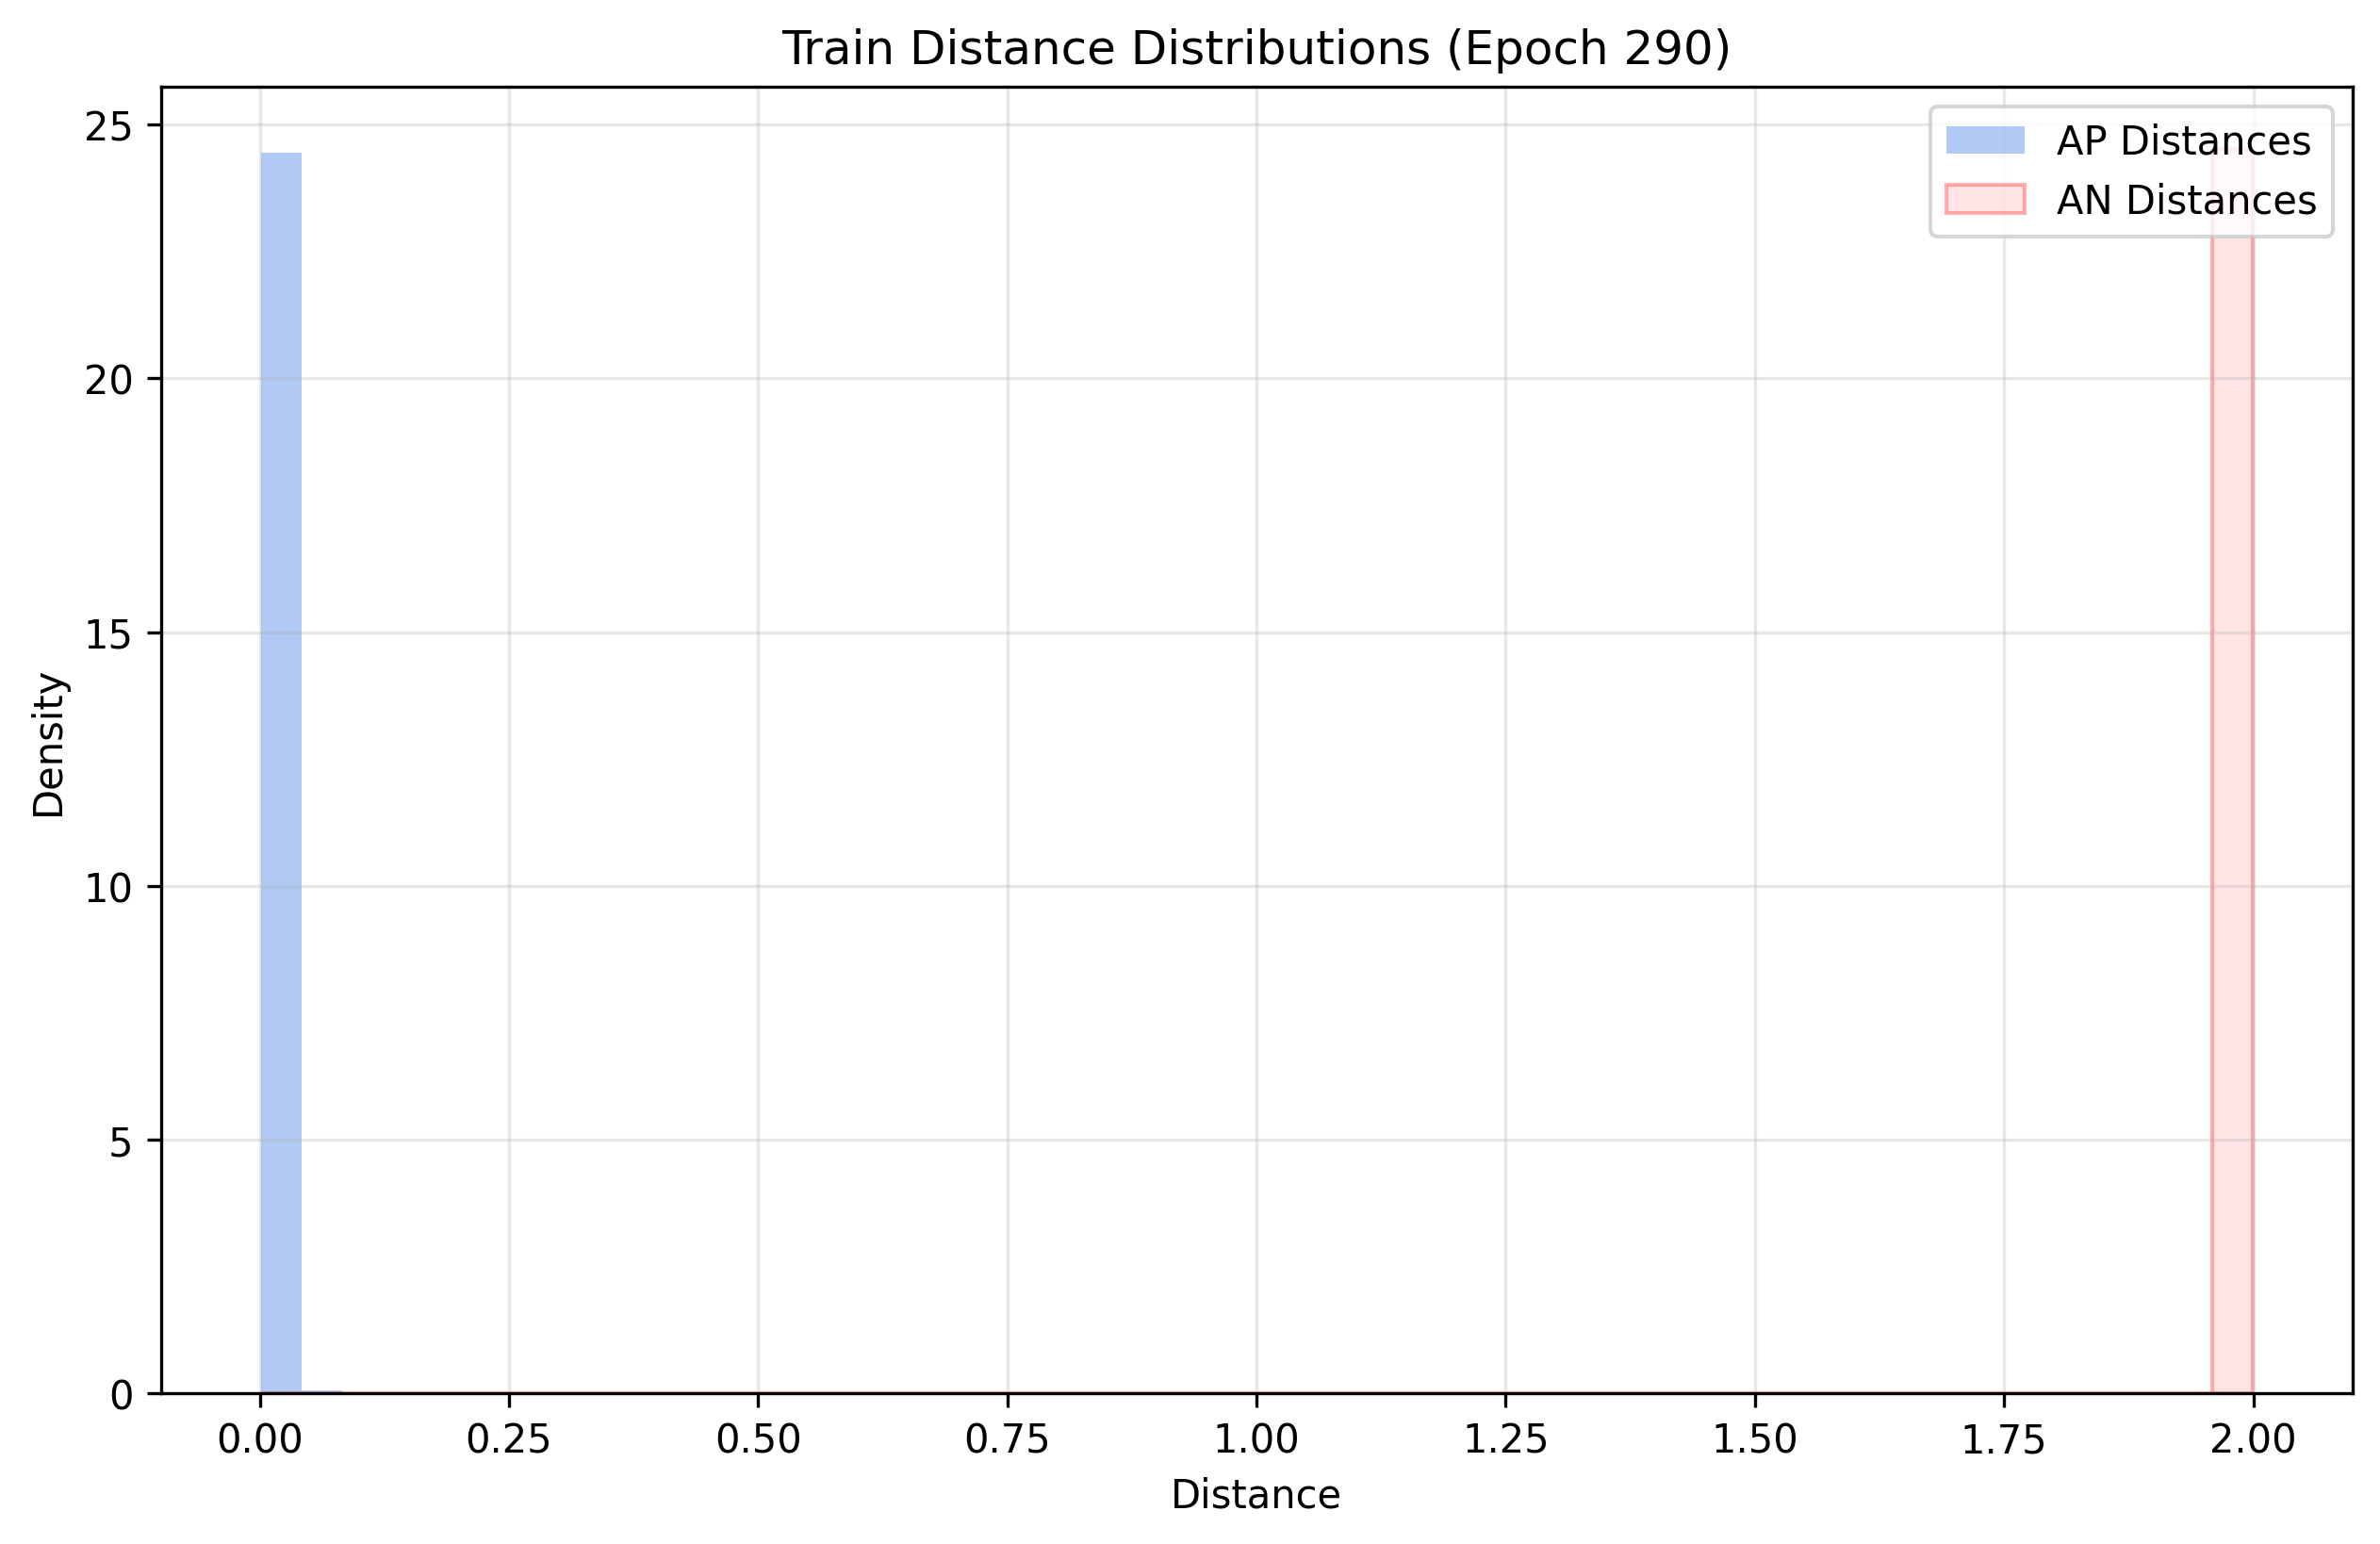 Train Distance Distributions (Epoch 290)
25
20
15
10
5
0
Density
AP Distances
AN Distances
0.00 0.25 0.50 0.75 1.00 1.25 1.50 1.75 2.00
Distance